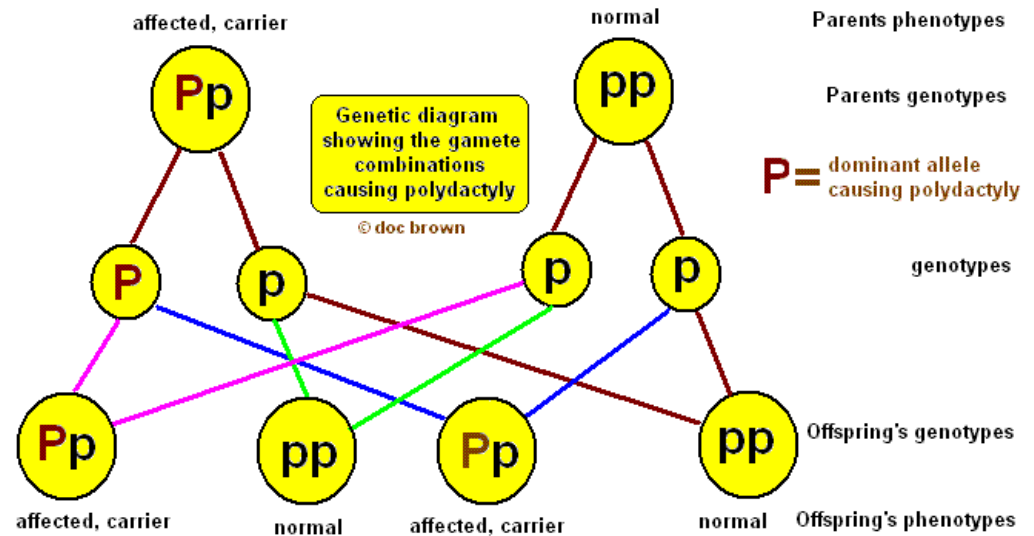 affected, carrier
normal
Parents phenotypes
Pp
pp
Parents genotypes
Genetic diagram
showing the gamete
combinations
causing polydactyly
© doc brown
P = dominant allele
causing polydactyly
P
p
p
p
genotypes
Pp
pp
Pp
pp
Offspring's genotypes
affected, carrier
normal
affected, carrier
normal
Offspring's phenotypes